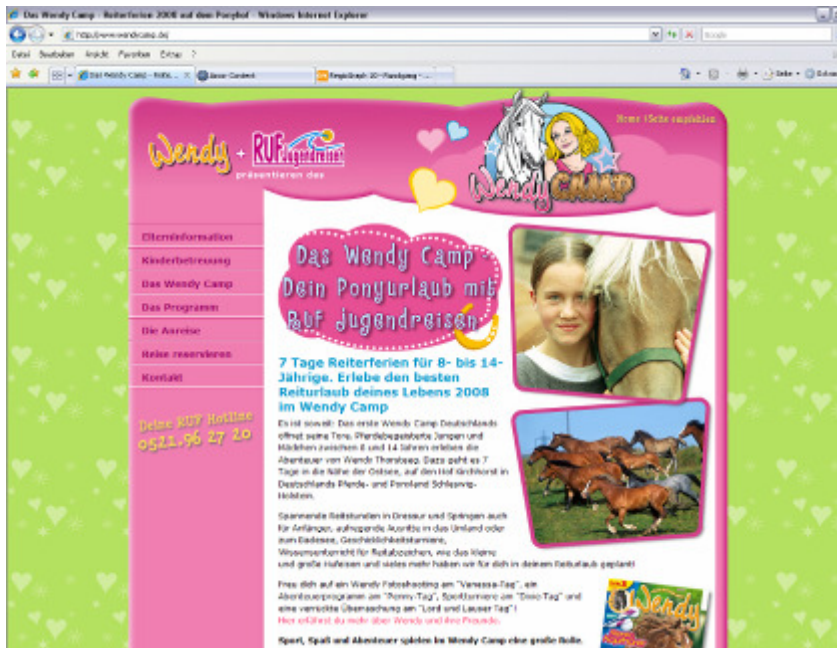 Das Wendy Camp - Reiterferien 2008 auf dem Ponyhof - Windows Internet Explorer
http://www.wendycamp.de/
Google
Datei Bearbeiten Ansicht Favoriten Extras ?
Das Wendy Camp - Reite...
Home | Seite empfehlen
Wendy + RUF Jugendreisen
präsentieren das
Wendy CAMP
Elterninformation
Kinderbetreuung
Das Wendy Camp
Das Programm
Die Anreise
Reise reservieren
Kontakt
Deine RUF Hotline
0521.96 27 20
Das Wendy Camp -
Dein Ponyurlaub mit
RUF Jugendreisen
7 Tage Reiterferien für 8- bis 14-
Jährige. Erlebe den besten
Reiturlaub deines Lebens 2008
im Wendy Camp
Es ist soweit: Das erste Wendy Camp Deutschlands
öffnet seine Tore. Pferdebegeisterte Jungen und
Mädchen zwischen 8 und 14 Jahren erleben die
Abenteuer von Wendy Thorsteeg. Dazu geht es 7
Tage in die Nähe der Ostsee, auf den Hof Kirchhorst in
Deutschlands Pferde- und Ponyland Schleswig-
Holstein.
Spannende Reitstunden in Dressur und Springen auch
für Anfänger, aufregende Ausritte in das Umland oder
zum Badesee, Geschicklichkeitsturniere,
Wissensunterricht für Reitabzeichen, wie das kleine
und große Hufeisen und vieles mehr haben wir für dich in deinem Reiturlaub geplant!
Freu dich auf ein Wendy Fotoshooting am "Vanessa-Tag", ein
Abenteuerprogramm am "Penny-Tag", Sportturniere am "Dixie-Tag" und
eine verrückte Überraschung am "Lord und Lauser Tag"!
Hier erfährst du mehr über Wendy und ihre Freunde.
Sport, Spaß und Abenteuer spielen im Wendy Camp eine große Rolle.
Wendy